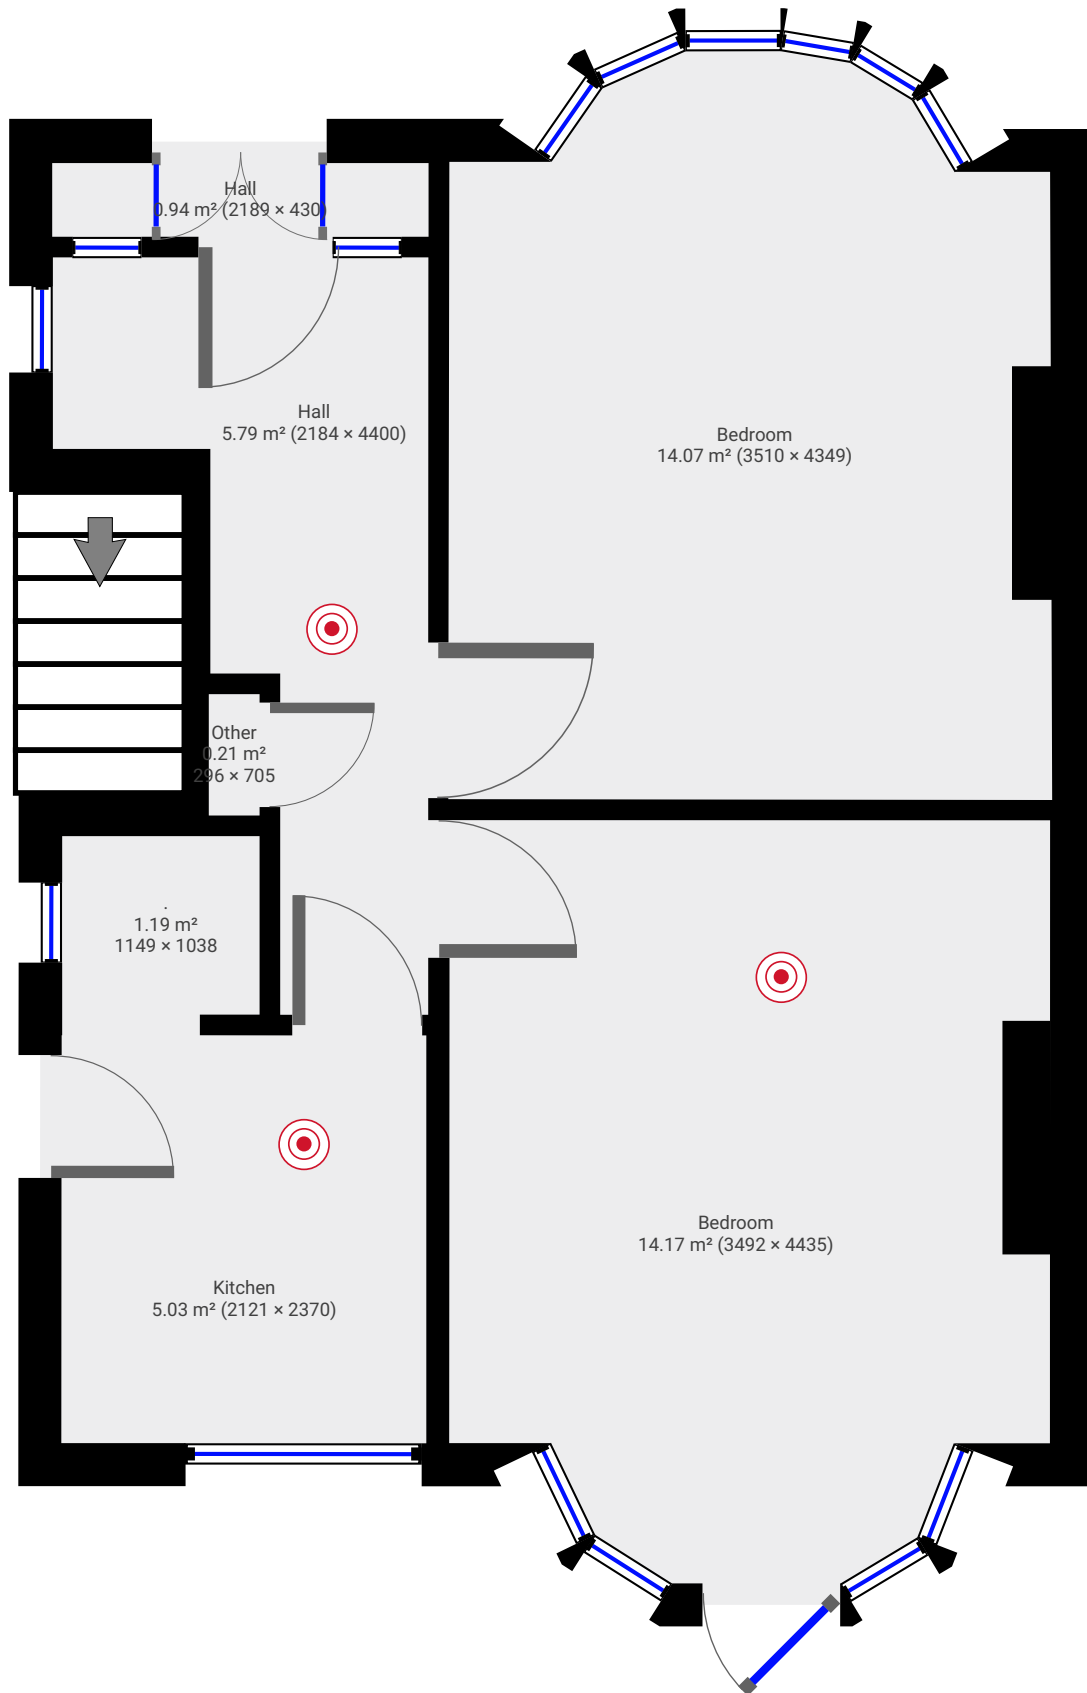 Hall
0.94 m² (2189 × 430)
Hall
5.79 m² (2184 × 4400)
Bedroom
14.07 m² (3510 × 4349)
Other
0.21 m²
296 × 705
.
1.19 m²
1149 × 1038
Bedroom
14.17 m² (3492 × 4435)
Kitchen
5.03 m² (2121 × 2370)